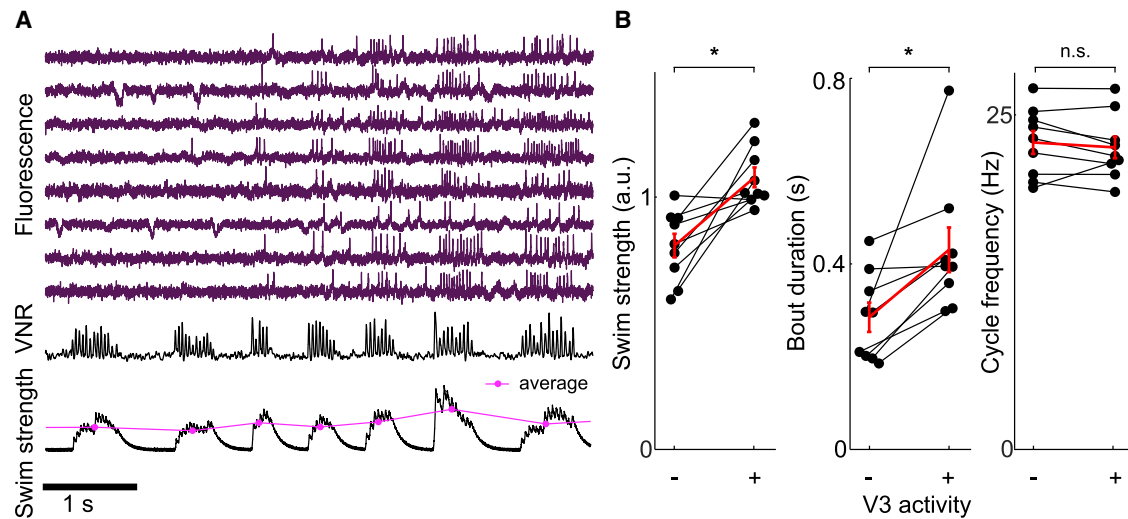 A
Fluorescence
VNR
Swim strength
average
1 s
B
*
*
n.s.
Swim strength (a.u.)
1
0
- +
Bout duration (s)
0.8
0.4
0
- +
Cycle frequency (Hz)
25
0
- +
V3 activity